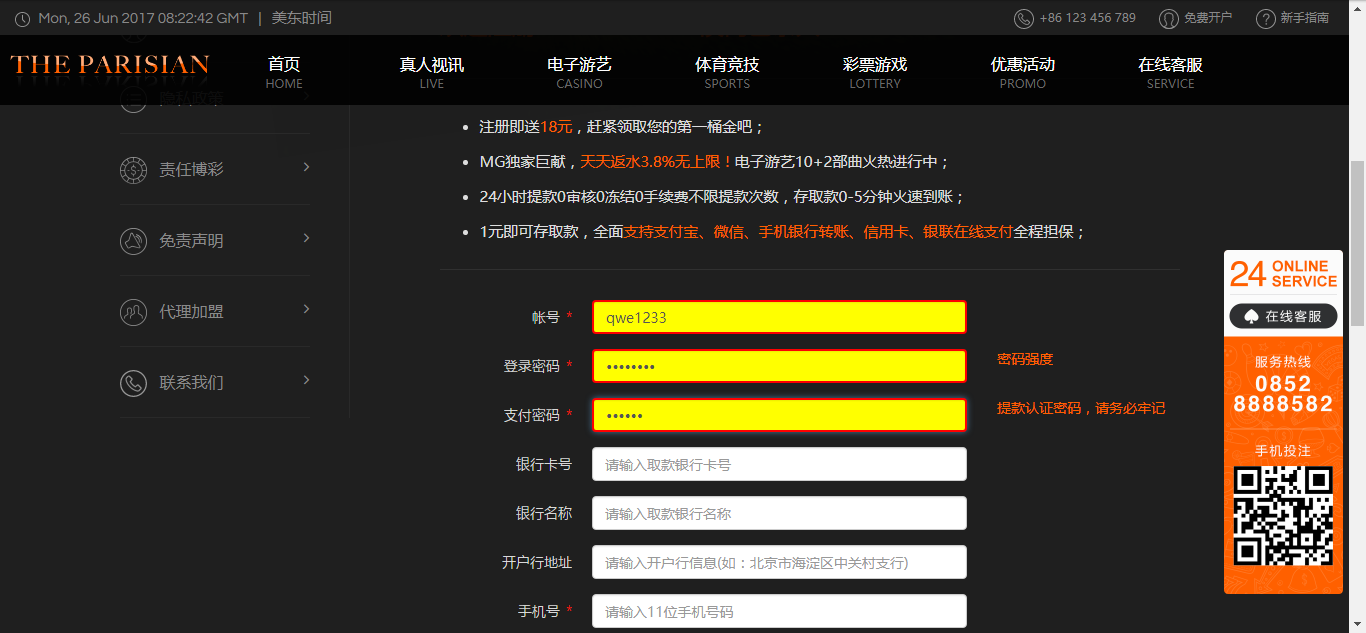 Mon, 26 Jun 2017 08:22:42 GMT | 美东时间
+86 123 456 789
免费开户
新手指南
THE PARISIAN
首页
HOME
真人视讯
LIVE
电子游艺
CASINO
体育竞技
SPORTS
彩票游戏
LOTTERY
优惠活动
PROMO
在线客服
SERVICE
隐私政策
责任博彩
免责声明
代理加盟
联系我们
注册即送18元，赶紧领取您的第一桶金吧；
MG独家巨献，天天返水3.8%无上限！电子游艺10+2部曲火热进行中；
24小时提款0审核0冻结0手续费不限提款次数，存取款0-5分钟火速到账；
1元即可存取款，全面支持支付宝、微信、手机银行转账、信用卡、银联在线支付全程担保；
帐号 *
qwe1233
登录密码 *
••••••••
密码强度
支付密码 *
••••••
提款认证密码，请务必牢记
银行卡号
请输入取款银行卡号
银行名称
请输入取款银行名称
开户行地址
请输入开户行信息(如：北京市海淀区中关村支行)
手机号 *
请输入11位手机号码
24 ONLINE
SERVICE
在线客服
服务热线
0852
8888582
手机投注